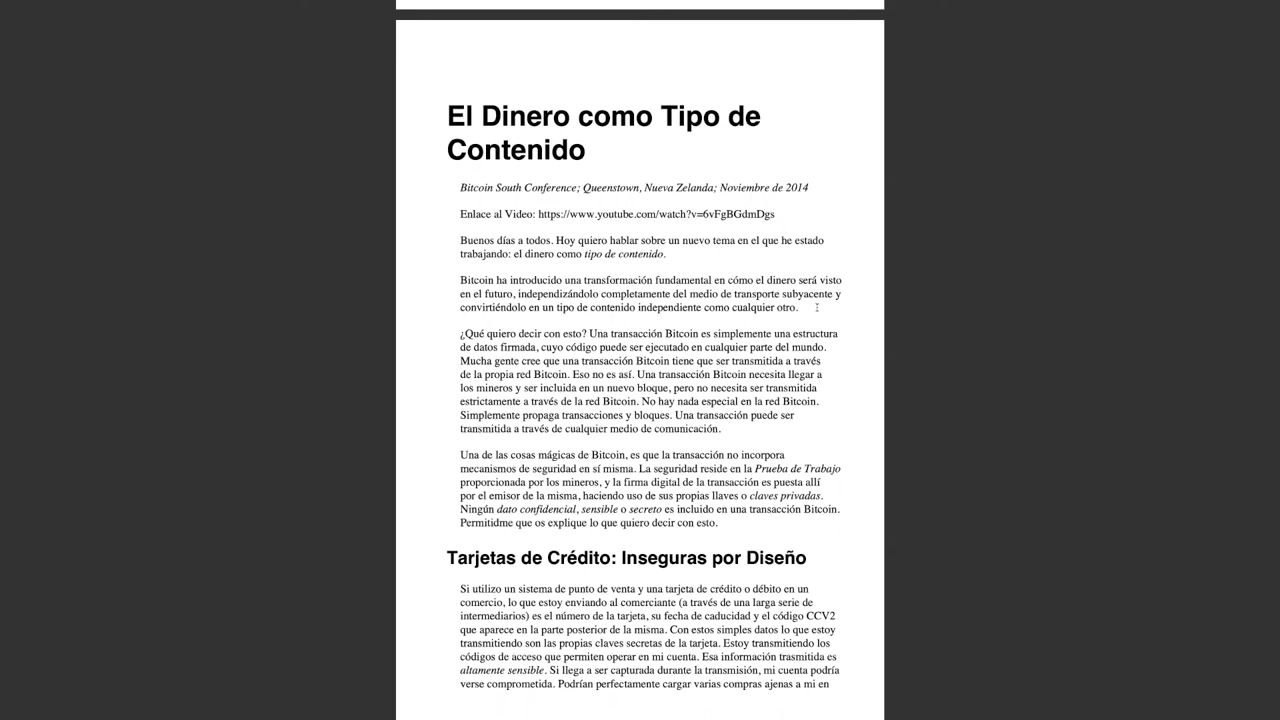 El Dinero como Tipo de
Contenido
Bitcoin South Conference; Queenstown, Nueva Zelanda; Noviembre de 2014
Enlace al Video: https://www.youtube.com/watch?v=6vFgBGdmDgs
Buenos días a todos. Hoy quiero hablar sobre un nuevo tema en el que he estado
trabajando: el dinero como tipo de contenido.
Bitcoin ha introducido una transformación fundamental en cómo el dinero será visto
en el futuro, independizándolo completamente del medio de transporte subyacente y
convirtiéndolo en un tipo de contenido independiente como cualquier otro.
¿Qué quiero decir con esto? Una transacción Bitcoin es simplemente una estructura
de datos firmada, cuyo código puede ser ejecutado en cualquier parte del mundo.
Mucha gente cree que una transacción Bitcoin tiene que ser transmitida a través
de la propia red Bitcoin. Eso no es así. Una transacción Bitcoin necesita llegar a
los mineros y ser incluida en un nuevo bloque, pero no necesita ser transmitida
estrictamente a través de la red Bitcoin. No hay nada especial en la red Bitcoin.
Simplemente propaga transacciones y bloques. Una transacción puede ser
transmitida a través de cualquier medio de comunicación.
Una de las cosas mágicas de Bitcoin, es que la transacción no incorpora
mecanismos de seguridad en sí misma. La seguridad reside en la Prueba de Trabajo
proporcionada por los mineros, y la firma digital de la transacción es puesta allí
por el emisor de la misma, haciendo uso de sus propias llaves o claves privadas.
Ningún dato confidencial, sensible o secreto es incluido en una transacción Bitcoin.
Permitidme que os explique lo que quiero decir con esto.
Tarjetas de Crédito: Inseguras por Diseño
Si utilizo un sistema de punto de venta y una tarjeta de crédito o débito en un
comercio, lo que estoy enviando al comerciante (a través de una larga serie de
intermediarios) es el número de la tarjeta, su fecha de caducidad y el código CCV2
que aparece en la parte posterior de la misma. Con estos simples datos lo que estoy
transmitiendo son las propias claves secretas de la tarjeta. Estoy transmitiendo los
códigos de acceso que permiten operar en mi cuenta. Esa información trasmitida es
altamente sensible. Si llega a ser capturada durante la transmisión, mi cuenta podría
verse comprometida. Podrían perfectamente cargar varias compras ajenas a mi en